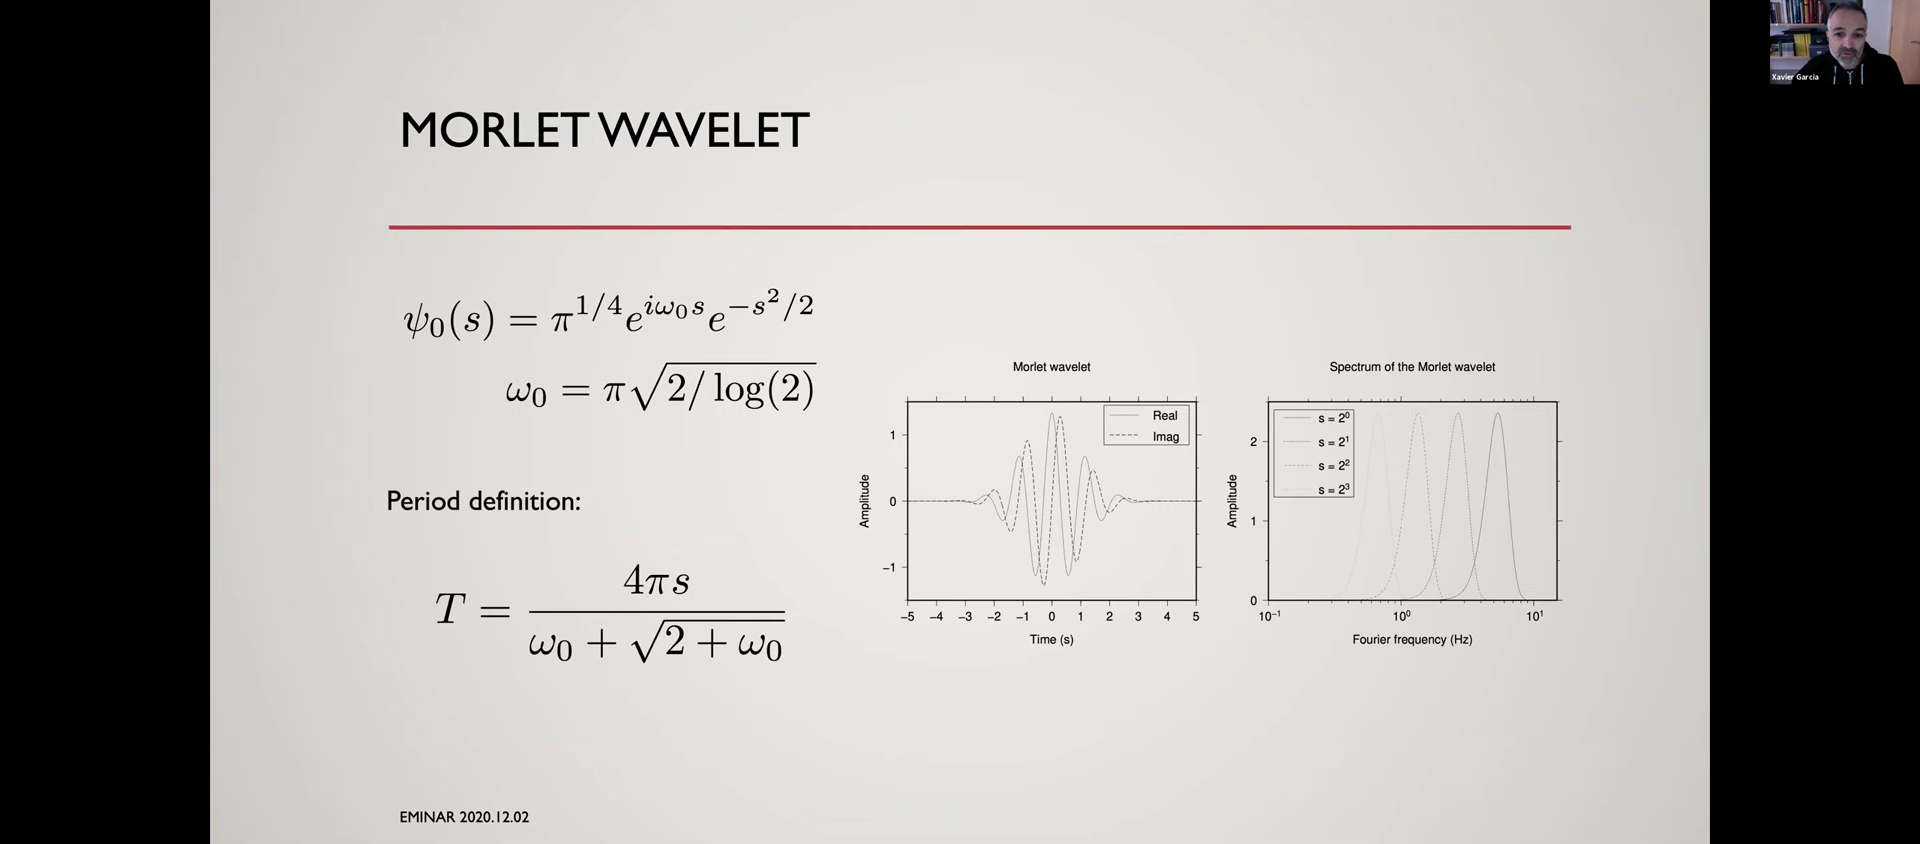 Xavier Garcia
MORLET WAVELET
ψ₀(s) = π^{1/4}e^{iω₀s}e^{−s²/2}
ω₀ = π√(2/log(2))
Period definition:
T = 4πs / (ω₀ + √(2 + ω₀))
Morlet wavelet
Real
Imag
Amplitude
1
0
−1
−5 −4 −3 −2 −1 0 1 2 3 4 5
Time (s)
Spectrum of the Morlet wavelet
s = 2⁰
s = 2¹
s = 2²
s = 2³
Amplitude
2
1
0
10⁻¹ 10⁰ 10¹
Fourier frequency (Hz)
EMINAR 2020.12.02